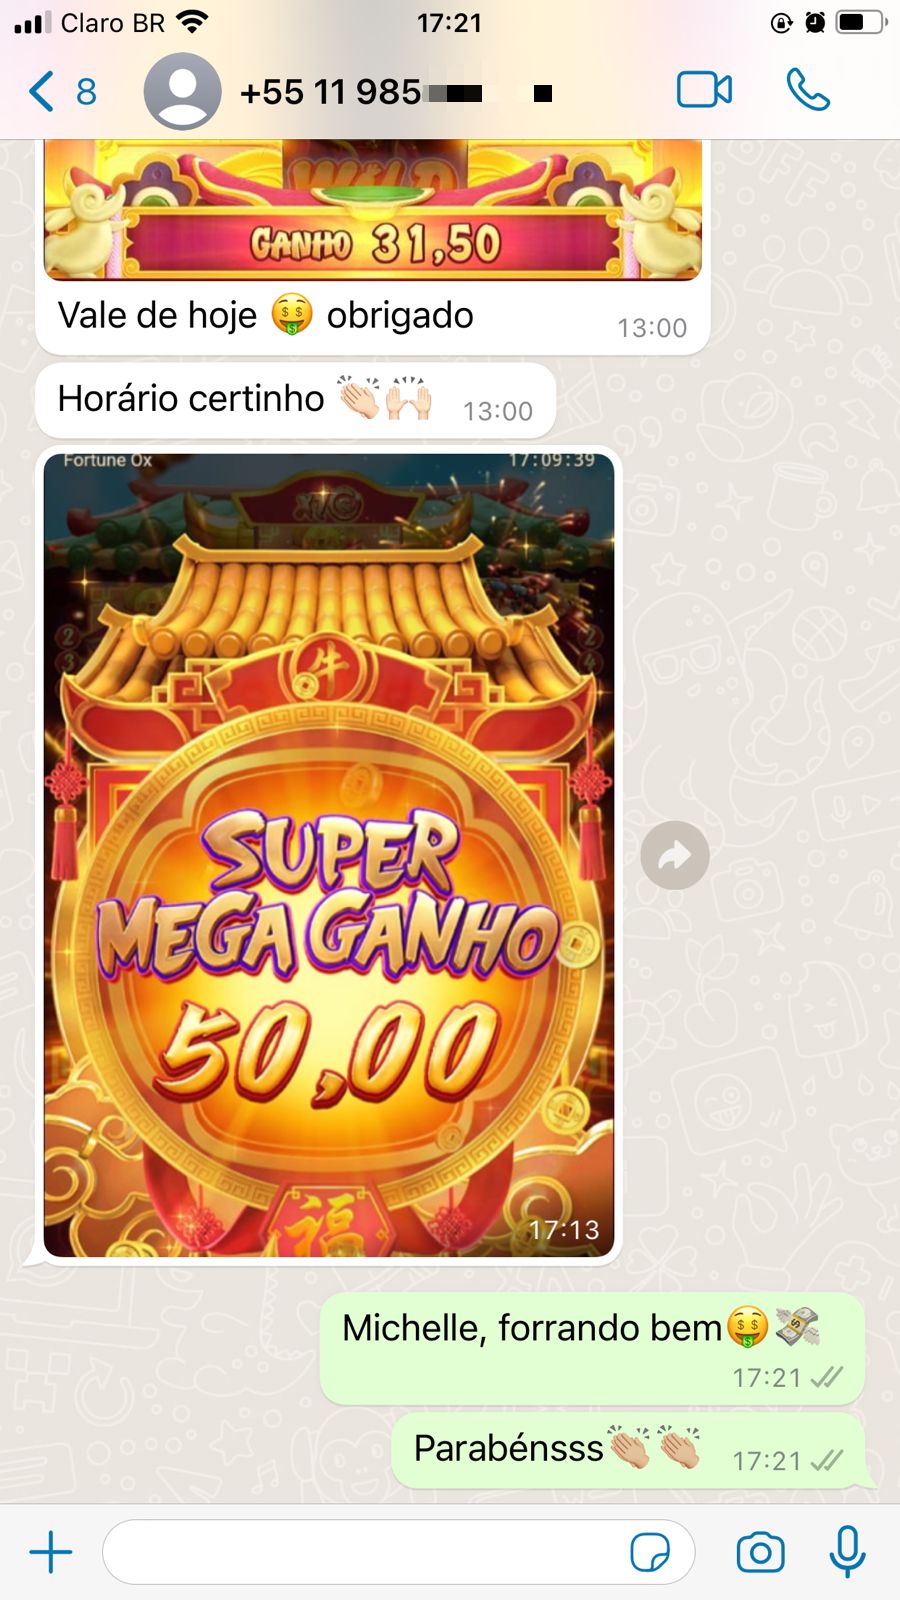 Claro BR
17:21
8
+55 11 985
WILD
GANHO 31,50
Vale de hoje 🤑 obrigado
13:00
Horário certinho 👏🏻🙌🏻
13:00
Fortune Ox
17:09:39
牛
SUPER
MEGA GANHO
50,00
福
17:13
Michelle, forrando bem🤑💸
17:21
Parabénsss👏🏼👏🏼
17:21